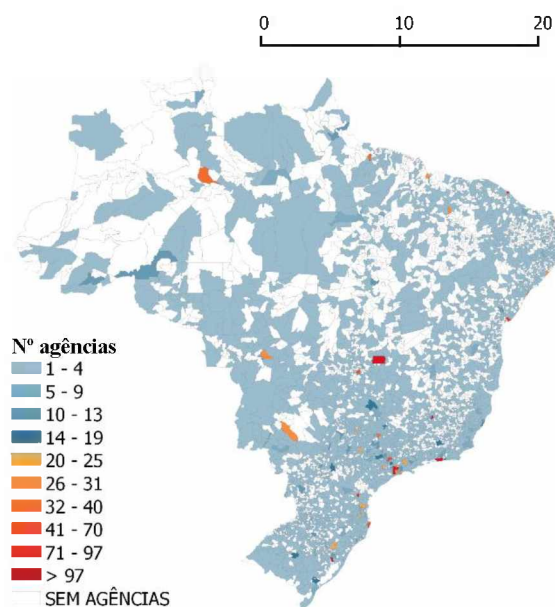 0 10 20
Nº agências
1 - 4
5 - 9
10 - 13
14 - 19
20 - 25
26 - 31
32 - 40
41 - 70
71 - 97
> 97
SEM AGÊNCIAS